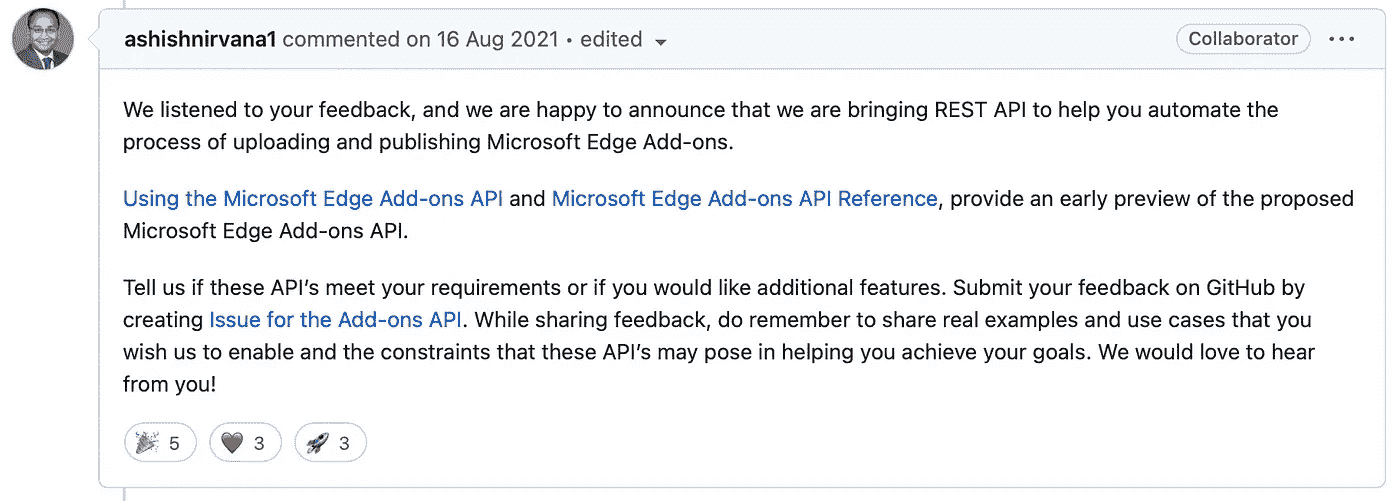 ashishnirvana1 commented on 16 Aug 2021 • edited
Collaborator
We listened to your feedback, and we are happy to announce that we are bringing REST API to help you automate the
process of uploading and publishing Microsoft Edge Add-ons.
Using the Microsoft Edge Add-ons API and Microsoft Edge Add-ons API Reference, provide an early preview of the proposed
Microsoft Edge Add-ons API.
Tell us if these API’s meet your requirements or if you would like additional features. Submit your feedback on GitHub by
creating Issue for the Add-ons API. While sharing feedback, do remember to share real examples and use cases that you
wish us to enable and the constraints that these API’s may pose in helping you achieve your goals. We would love to hear
from you!
5 3 3